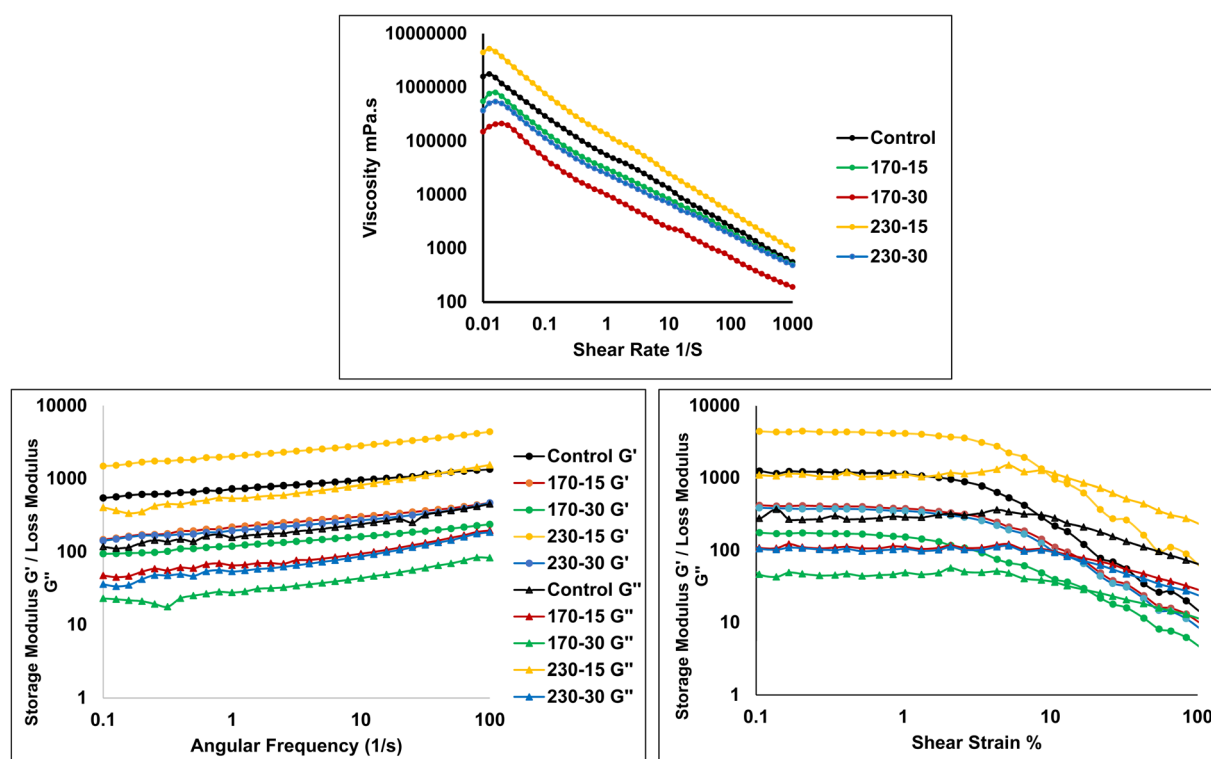 10000000
1000000
100000
10000
1000
100
Viscosity mPa.s
0.01 0.1 1 10 100 1000
Shear Rate 1/S
Control
170-15
170-30
230-15
230-30
10000
1000
100
10
1
Storage Modulus G' / Loss Modulus
G''
0.1 1 10 100
Angular Frequency (1/s)
Control G'
170-15 G'
170-30 G'
230-15 G'
230-30 G'
Control G"
170-15 G"
170-30 G"
230-15 G"
230-30 G"
10000
1000
100
10
1
Storage Modulus G' / Loss Modulus
G''
0.1 1 10 100
Shear Strain %